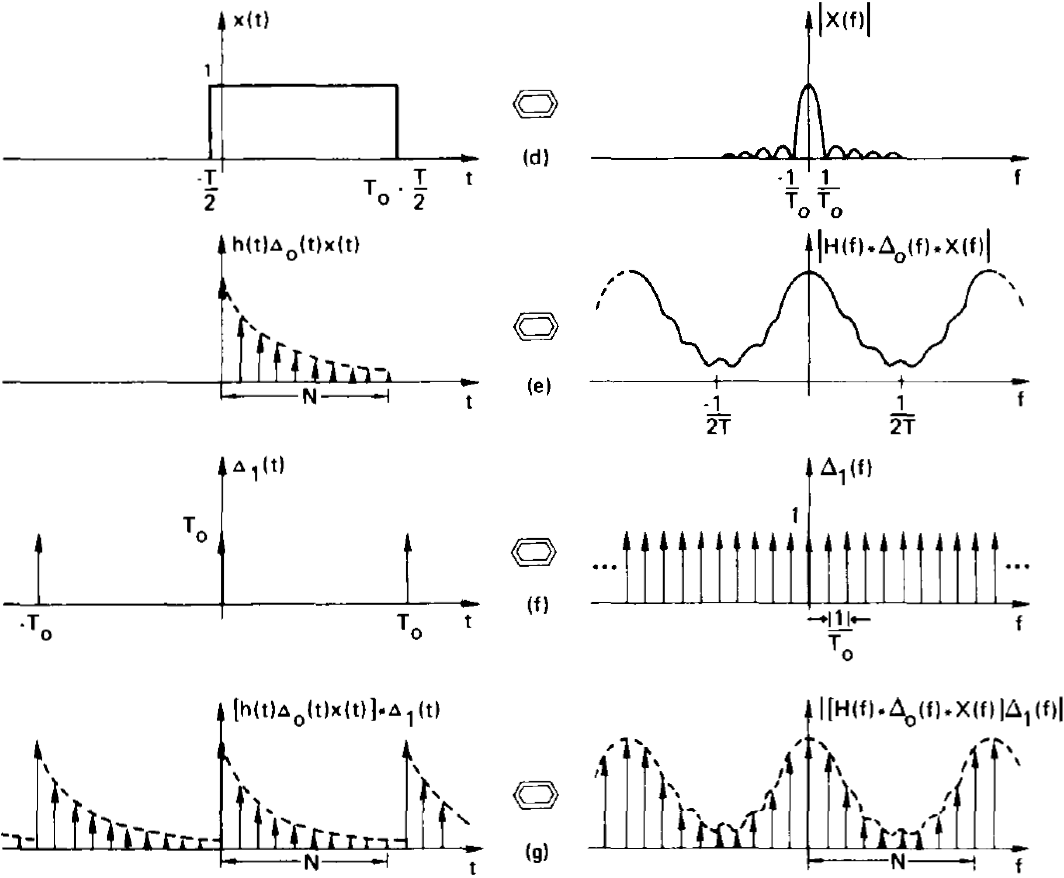 x(t)
|X(f)|
1
(d)
-T/2
T₀ - T/2
t
-1/T₀
1/T₀
f
h(t)Δ₀(t)x(t)
|H(f)*Δ₀(f)*X(f)|
(e)
N
t
-1/2T
1/2T
f
Δ₁(t)
Δ₁(f)
T₀
1
...
...
(f)
-T₀
T₀
t
1/T₀
f
[h(t)Δ₀(t)x(t)]*Δ₁(t)
|[H(f)*Δ₀(f)*X(f)]Δ₁(f)|
(g)
N
t
N
f